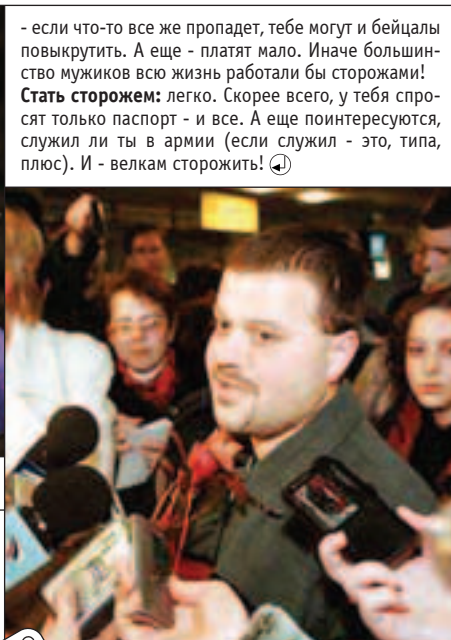 - если что-то все же пропадет, тебе могут и бейцалы
повыкрутить. А еще - платят мало. Иначе большин-
ство мужиков всю жизнь работали бы сторожами!
Стать сторожем: легко. Скорее всего, у тебя спро-
сят только паспорт - и все. А еще поинтересуются,
служил ли ты в армии (если служил - это, типа,
плюс). И - велкам сторожить!